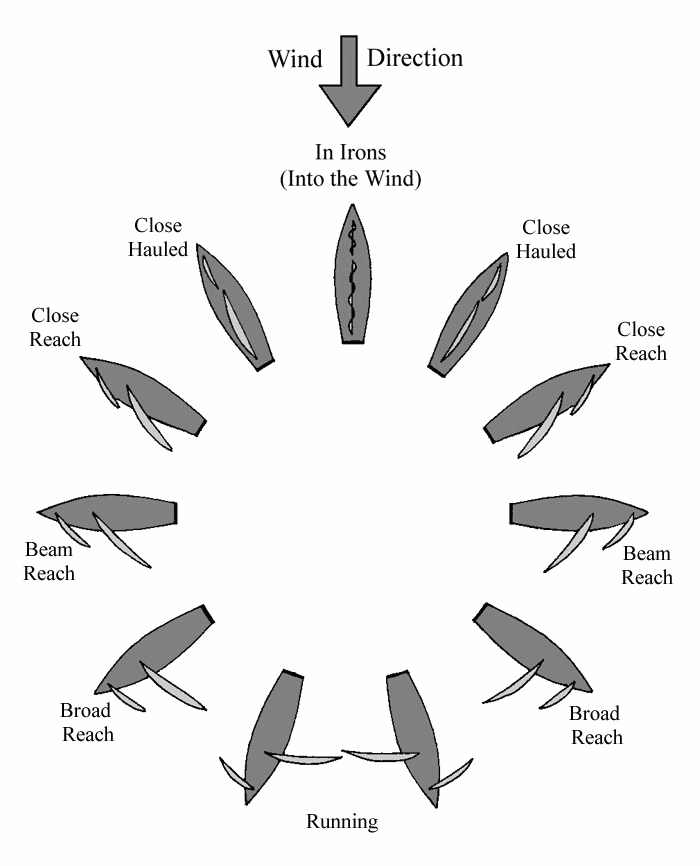 Wind Direction
In Irons
(Into the Wind)
Close
Hauled
Close
Hauled
Close
Reach
Close
Reach
Beam
Reach
Beam
Reach
Broad
Reach
Broad
Reach
Running